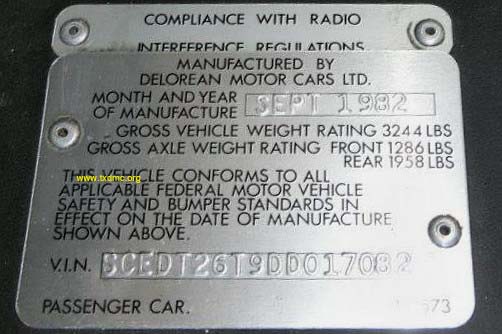 COMPLIANCE WITH RADIO
INTERFERENCE REGULATIONS
MANUFACTURED BY
DELOREAN MOTOR CARS LTD.
MONTH AND YEAR
OF MANUFACTURE SEPT 1982
GROSS VEHICLE WEIGHT RATING 3244 LBS
GROSS AXLE WEIGHT RATING FRONT 1286 LBS
REAR 1958 LBS
www.txdmc.org
THIS VEHICLE CONFORMS TO ALL
APPLICABLE FEDERAL MOTOR VEHICLE
SAFETY AND BUMPER STANDARDS IN
EFFECT ON THE DATE OF MANUFACTURE
SHOWN ABOVE.
V.I.N. SCEDT26T9DD017082
PASSENGER CAR.